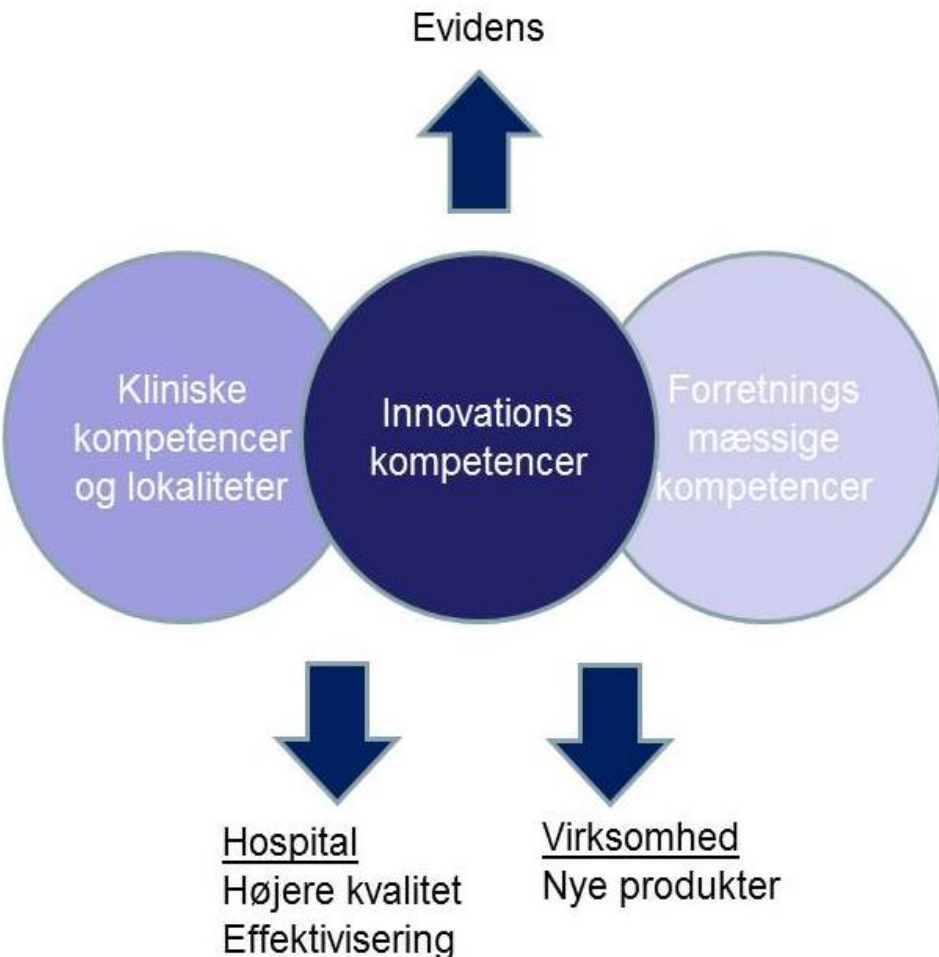 Evidens
Kliniske
kompetencer
og lokaliteter
Innovations
kompetencer
Forretnings
mæssige
kompetencer
Hospital
Højere kvalitet
Effektivisering
Virksomhed
Nye produkter